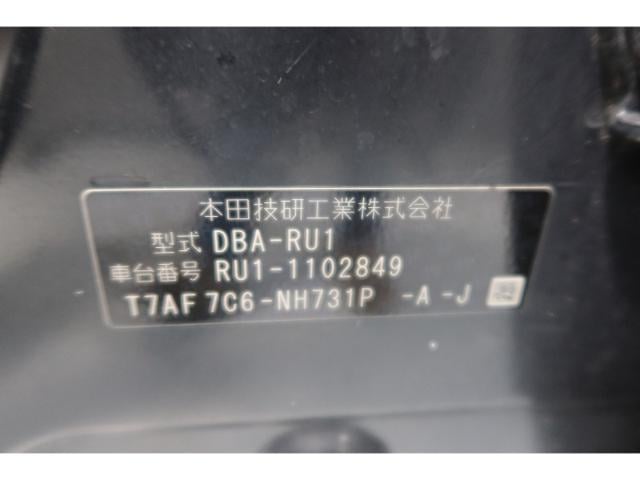 本田技研工業株式会社
型式 DBA-RU1
車台番号 RU1-1102849
T7AF 7C6-NH731P -A -J